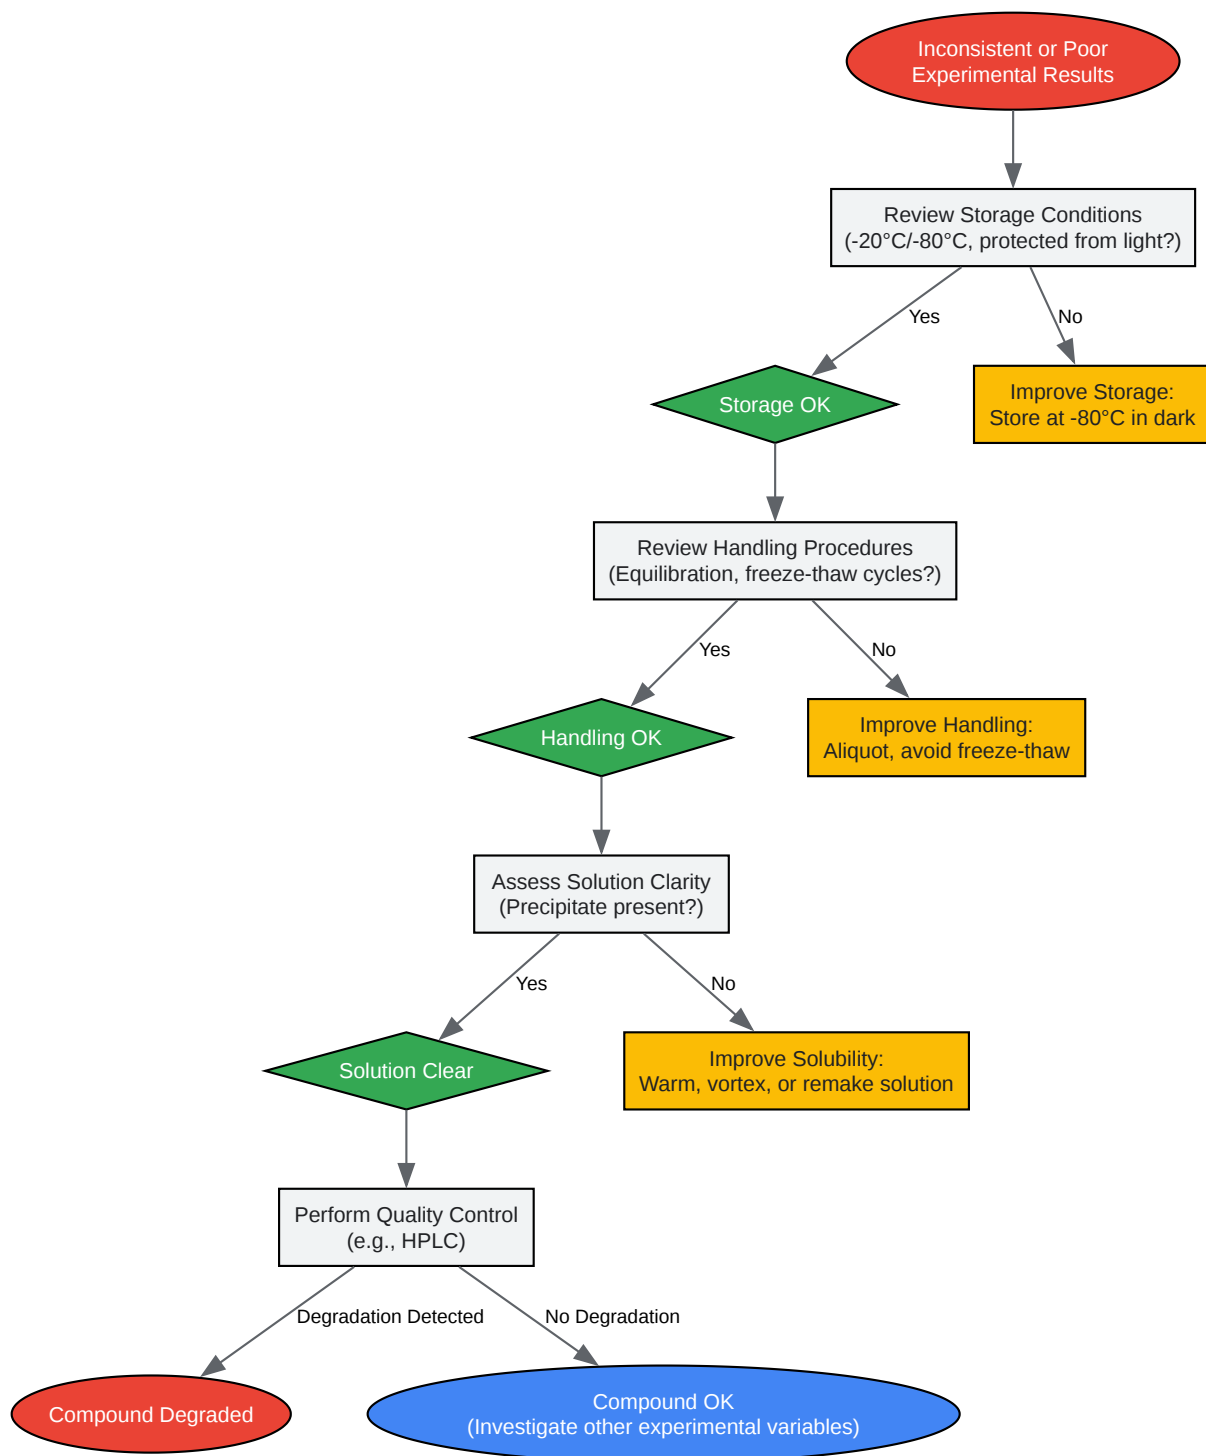 Inconsistent or Poor
Experimental Results
Review Storage Conditions
(-20°C/-80°C, protected from light?)
Yes
No
Storage OK
Improve Storage:
Store at -80°C in dark
Review Handling Procedures
(Equilibration, freeze-thaw cycles?)
Yes
No
Handling OK
Improve Handling:
Aliquot, avoid freeze-thaw
Assess Solution Clarity
(Precipitate present?)
Yes
No
Solution Clear
Improve Solubility:
Warm, vortex, or remake solution
Perform Quality Control
(e.g., HPLC)
Degradation Detected
No Degradation
Compound Degraded
Compound OK
(Investigate other experimental variables)